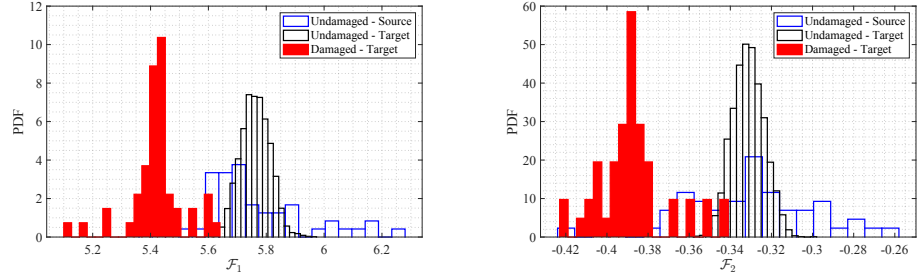 12
10
8
6
4
2
0
PDF
5.2
5.4
5.6
5.8
6
6.2
F₁
Undamaged - Source
Undamaged - Target
Damaged - Target
60
50
40
30
20
10
0
PDF
-0.42
-0.4
-0.38
-0.36
-0.34
-0.32
-0.3
-0.28
-0.26
F₂
Undamaged - Source
Undamaged - Target
Damaged - Target